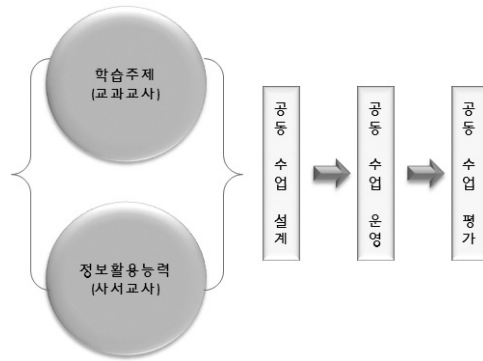 학습주제
(교과교사)
정보활용능력
(사서교사)
공동 수업 설계
공동 수업 운영
공동 수업 평가